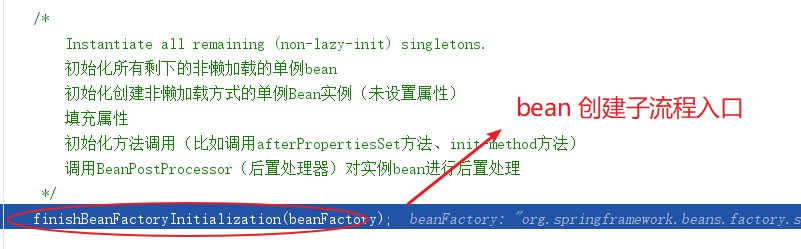 /*
Instantiate all remaining (non-lazy-init) singletons.
初始化所有剩下的非懒加载的单例bean
初始化创建非懒加载方式的单例Bean实例（未设置属性）
填充属性
初始化方法调用（比如调用afterPropertiesSet方法、init-method方法）
调用BeanPostProcessor（后置处理器）对实例bean进行后置处理
*/
finishBeanFactoryInitialization(beanFactory); beanFactory: "org.springframework.beans.factory.s
bean 创建子流程入口